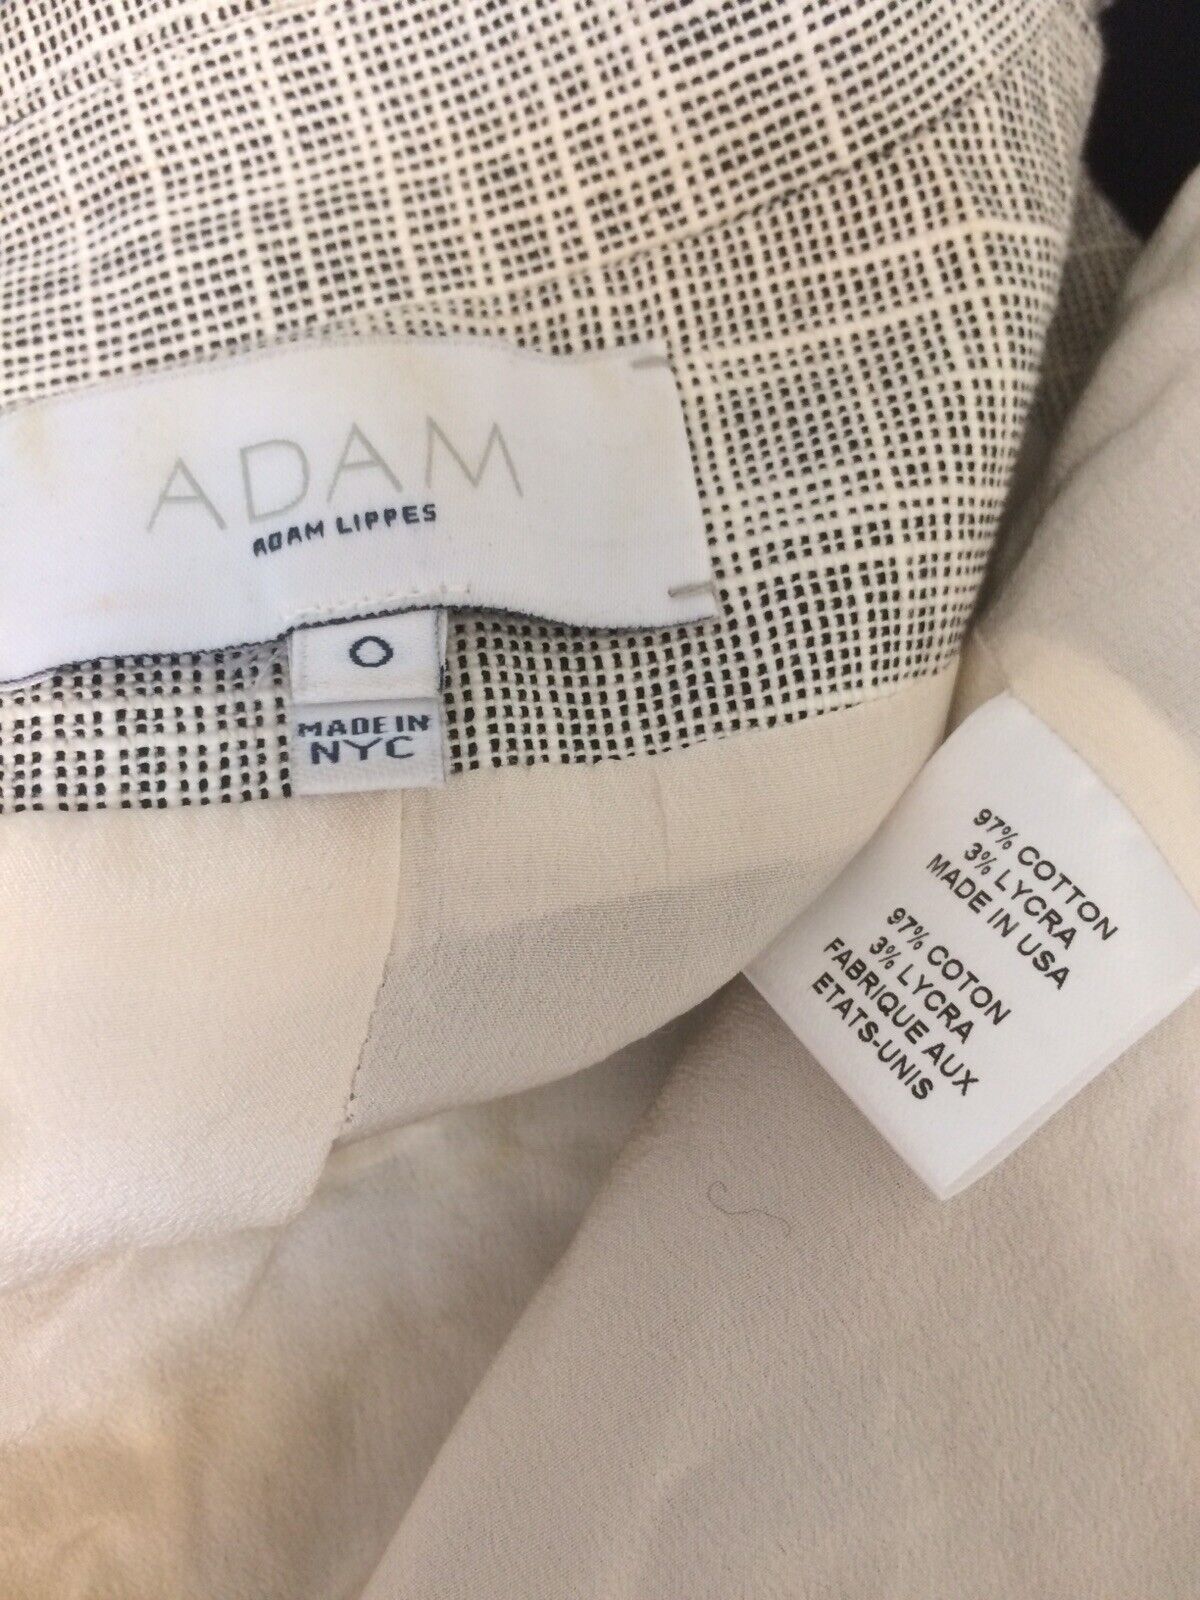 ADAM
ADAM LIPPES
0
MADE IN
NYC
97% COTTON
3% LYCRA
MADE IN USA
97% COTON
3% LYCRA
FABRIQUE AUX
ETATS-UNIS